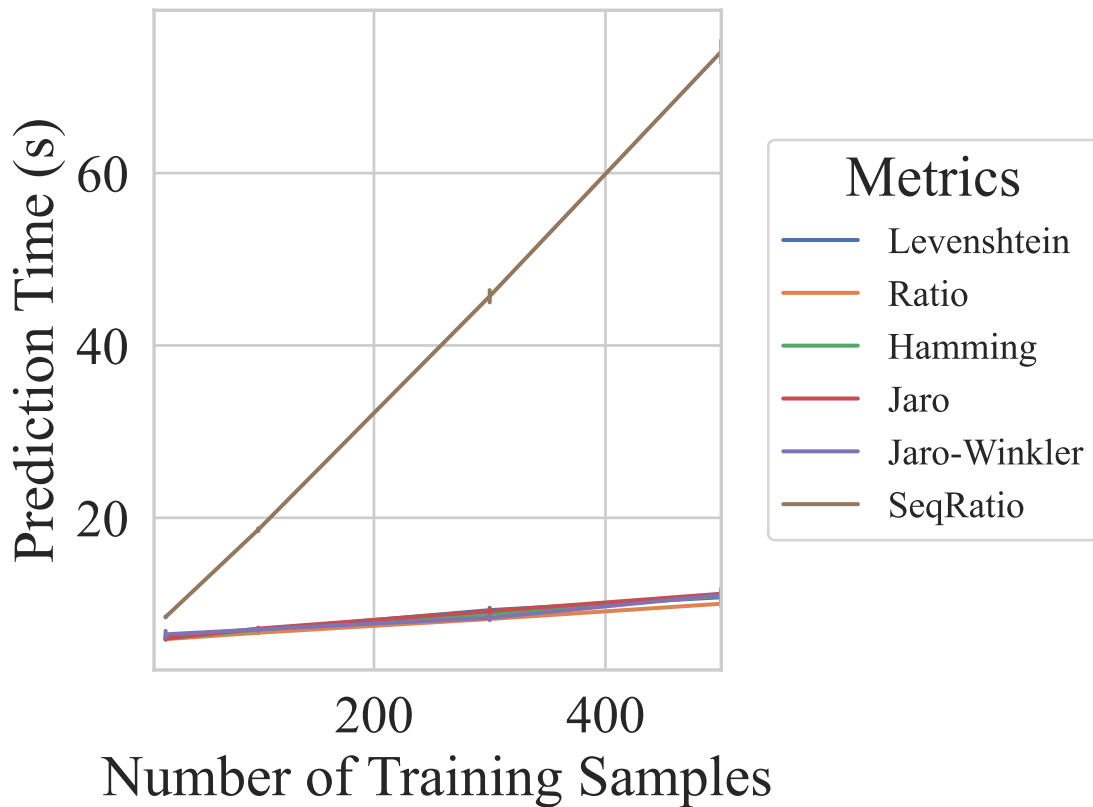 Prediction Time (s)
60
40
20
200 400
Number of Training Samples
Metrics
Levenshtein
Ratio
Hamming
Jaro
Jaro-Winkler
SeqRatio